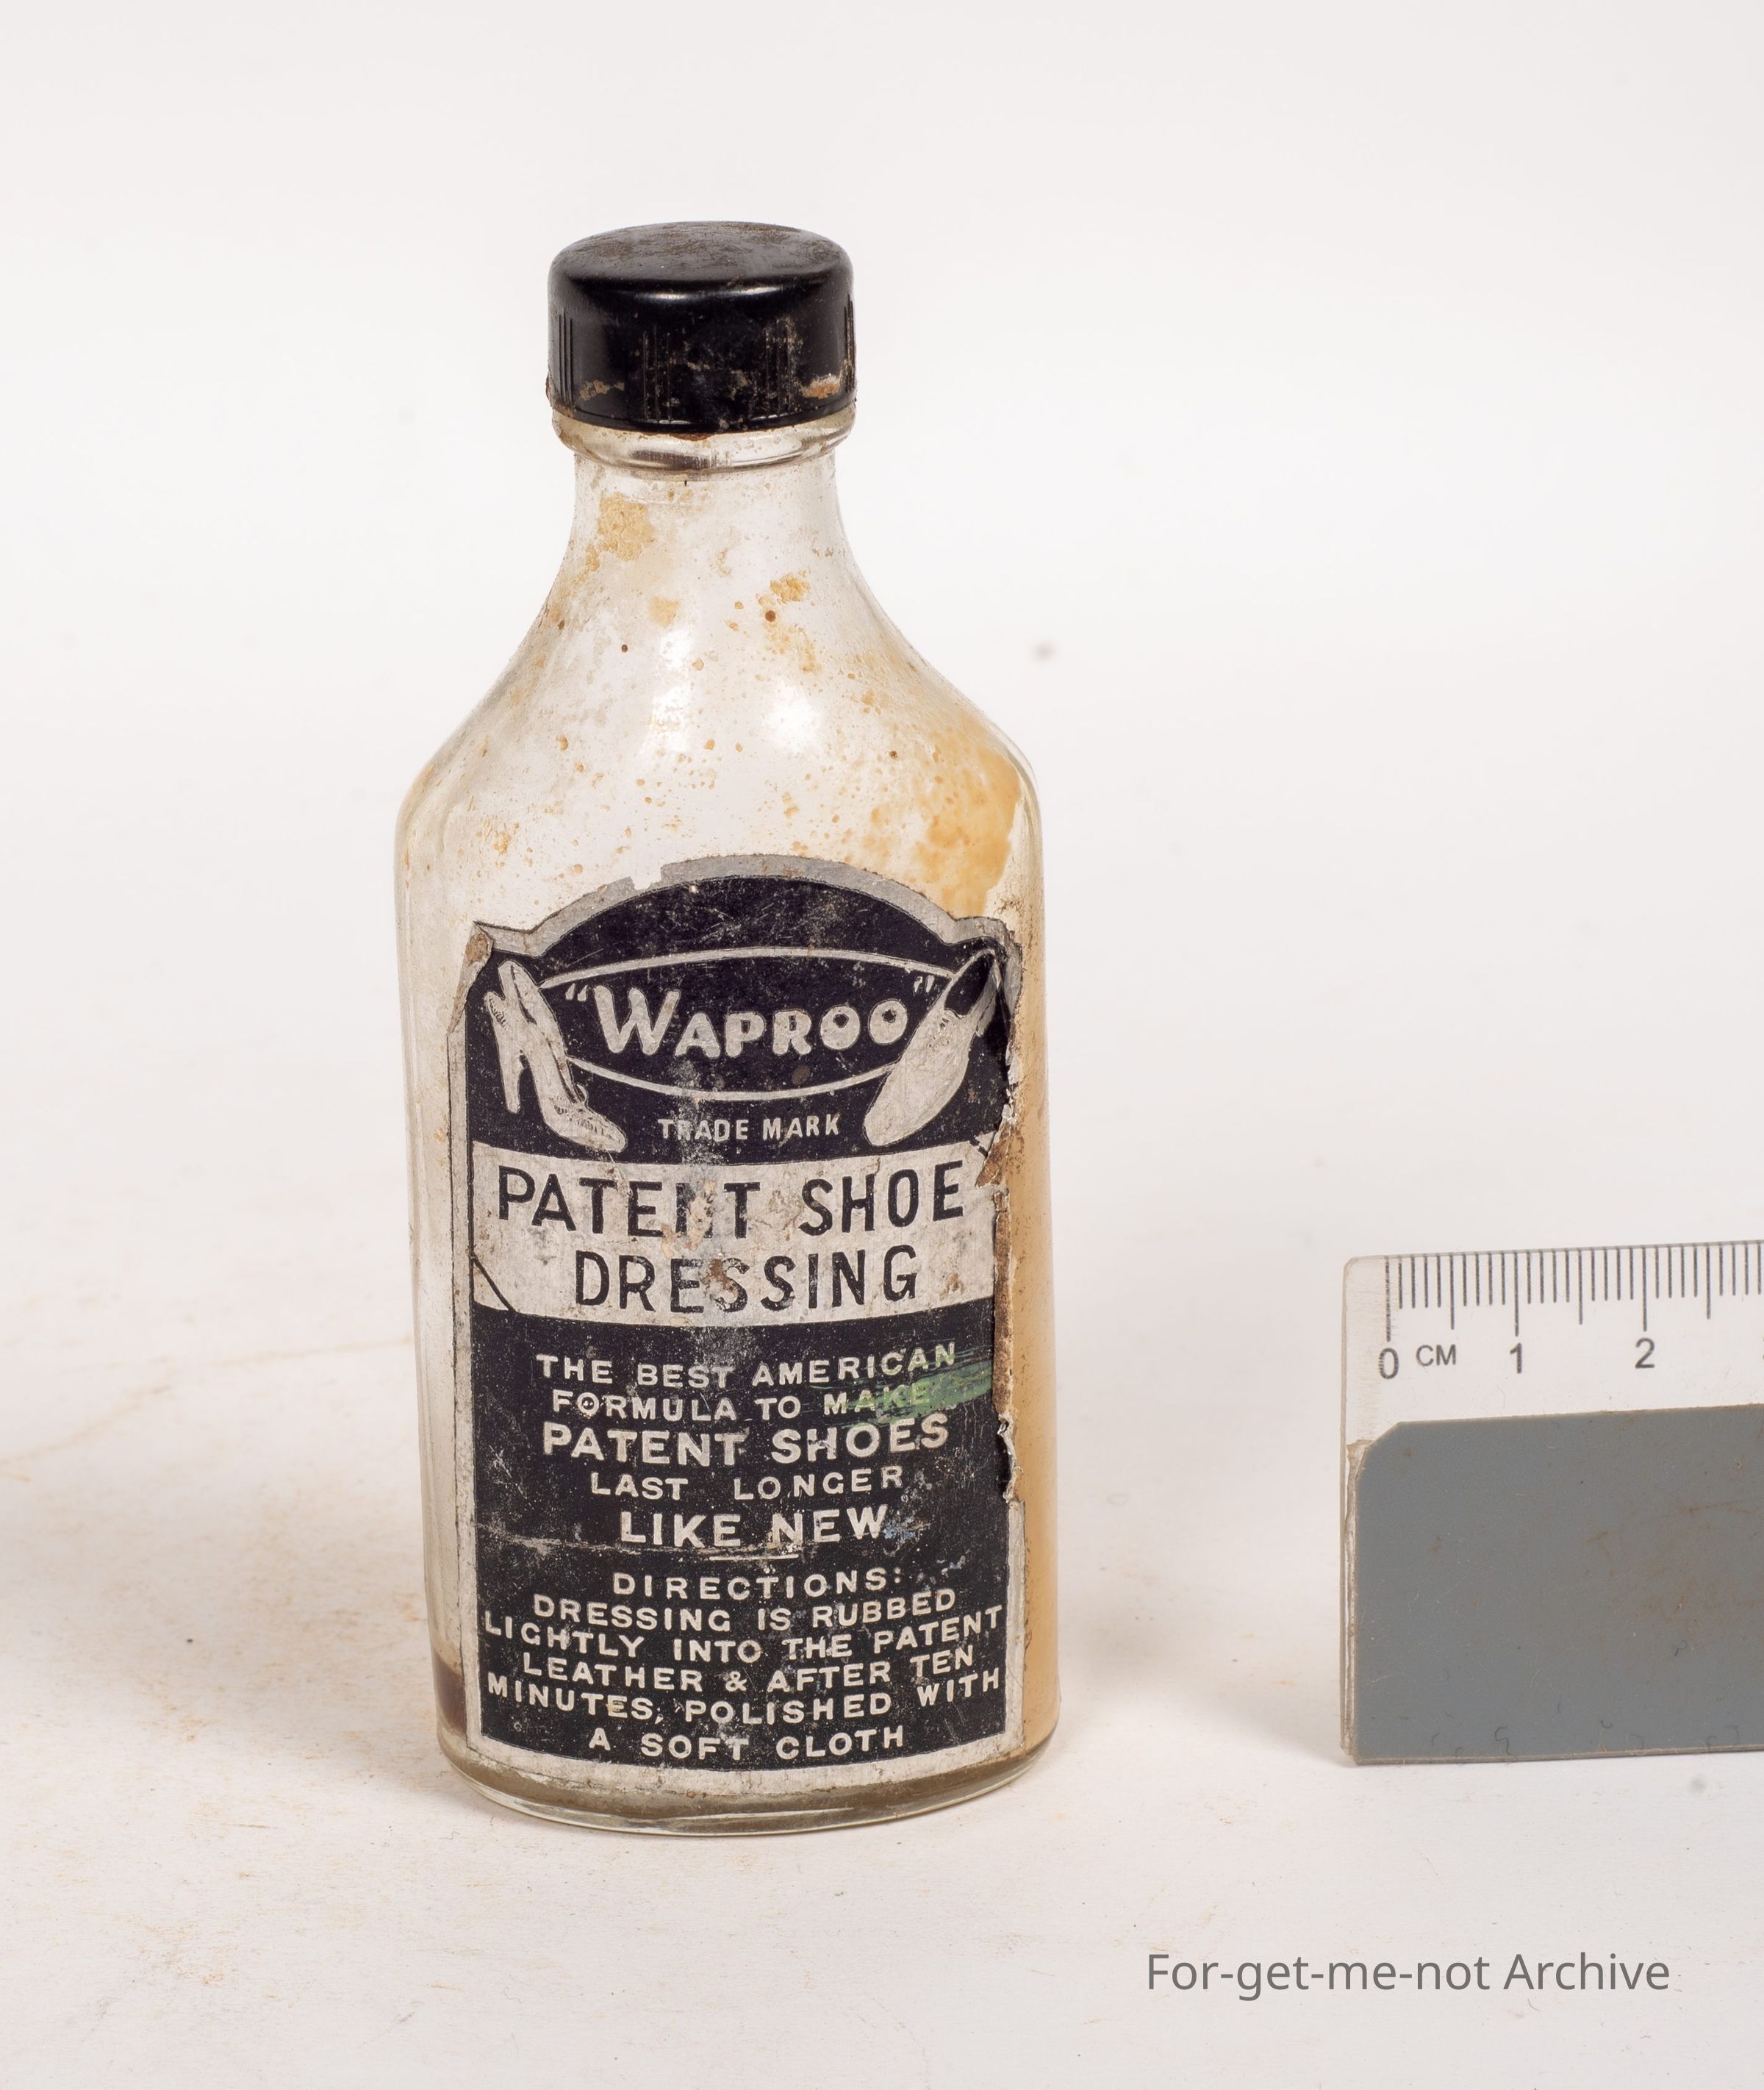 "WAPROO"
TRADE MARK
PATENT SHOE
DRESSING
THE BEST AMERICAN
FORMULA TO MAKE
PATENT SHOES
LAST LONGER
LIKE NEW
DIRECTIONS:
DRESSING IS RUBBED
LIGHTLY INTO THE PATENT
LEATHER & AFTER TEN
MINUTES, POLISHED WITH
A SOFT CLOTH
0 CM 1 2
For-get-me-not Archive